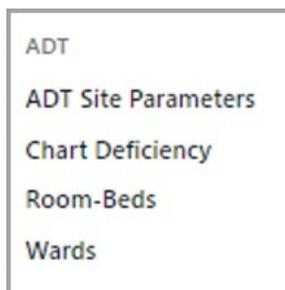 ADT
ADT Site Parameters
Chart Deficiency
Room-Beds
Wards